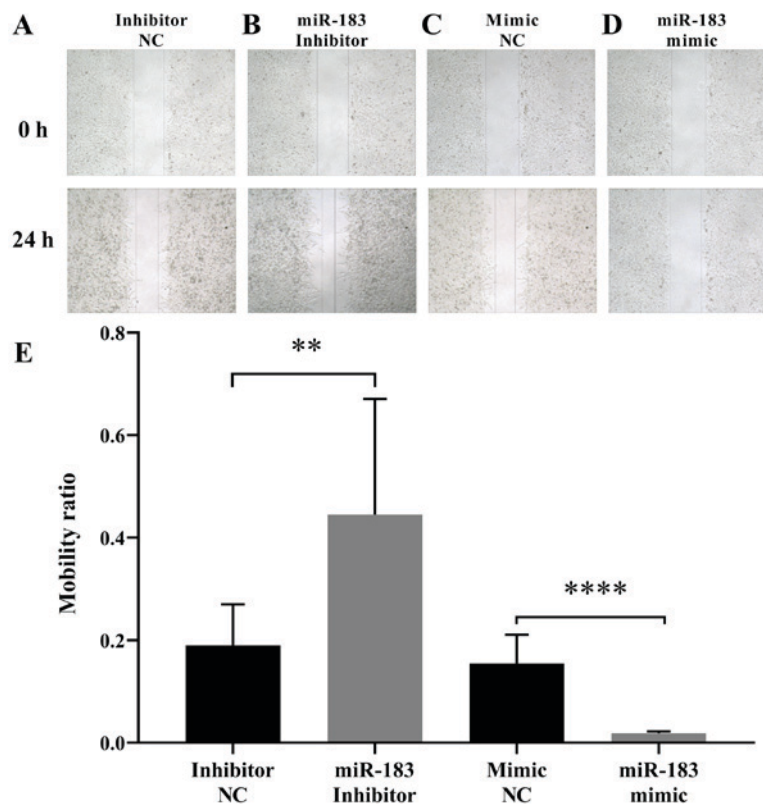 A
Inhibitor
NC
B
miR-183
Inhibitor
C
Mimic
NC
D
miR-183
mimic
0 h
24 h
E
**
****
Mobility ratio
0.8
0.6
0.4
0.2
0.0
Inhibitor
NC
miR-183
Inhibitor
Mimic
NC
miR-183
mimic